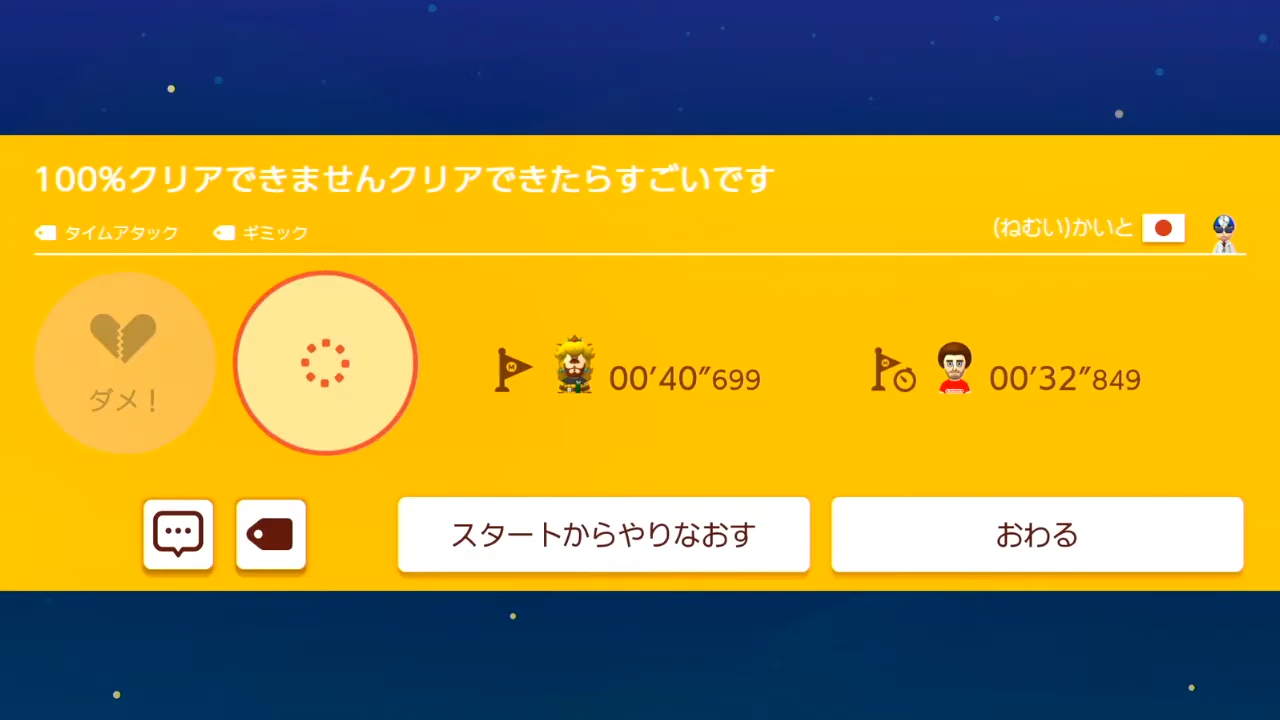 100%クリアできませんクリアできたらすごいです
タイムアタック ギミック
(ねむい)かいと
ダメ！
M 00′40″699
M 00′32″849
スタートからやりなおす
おわる